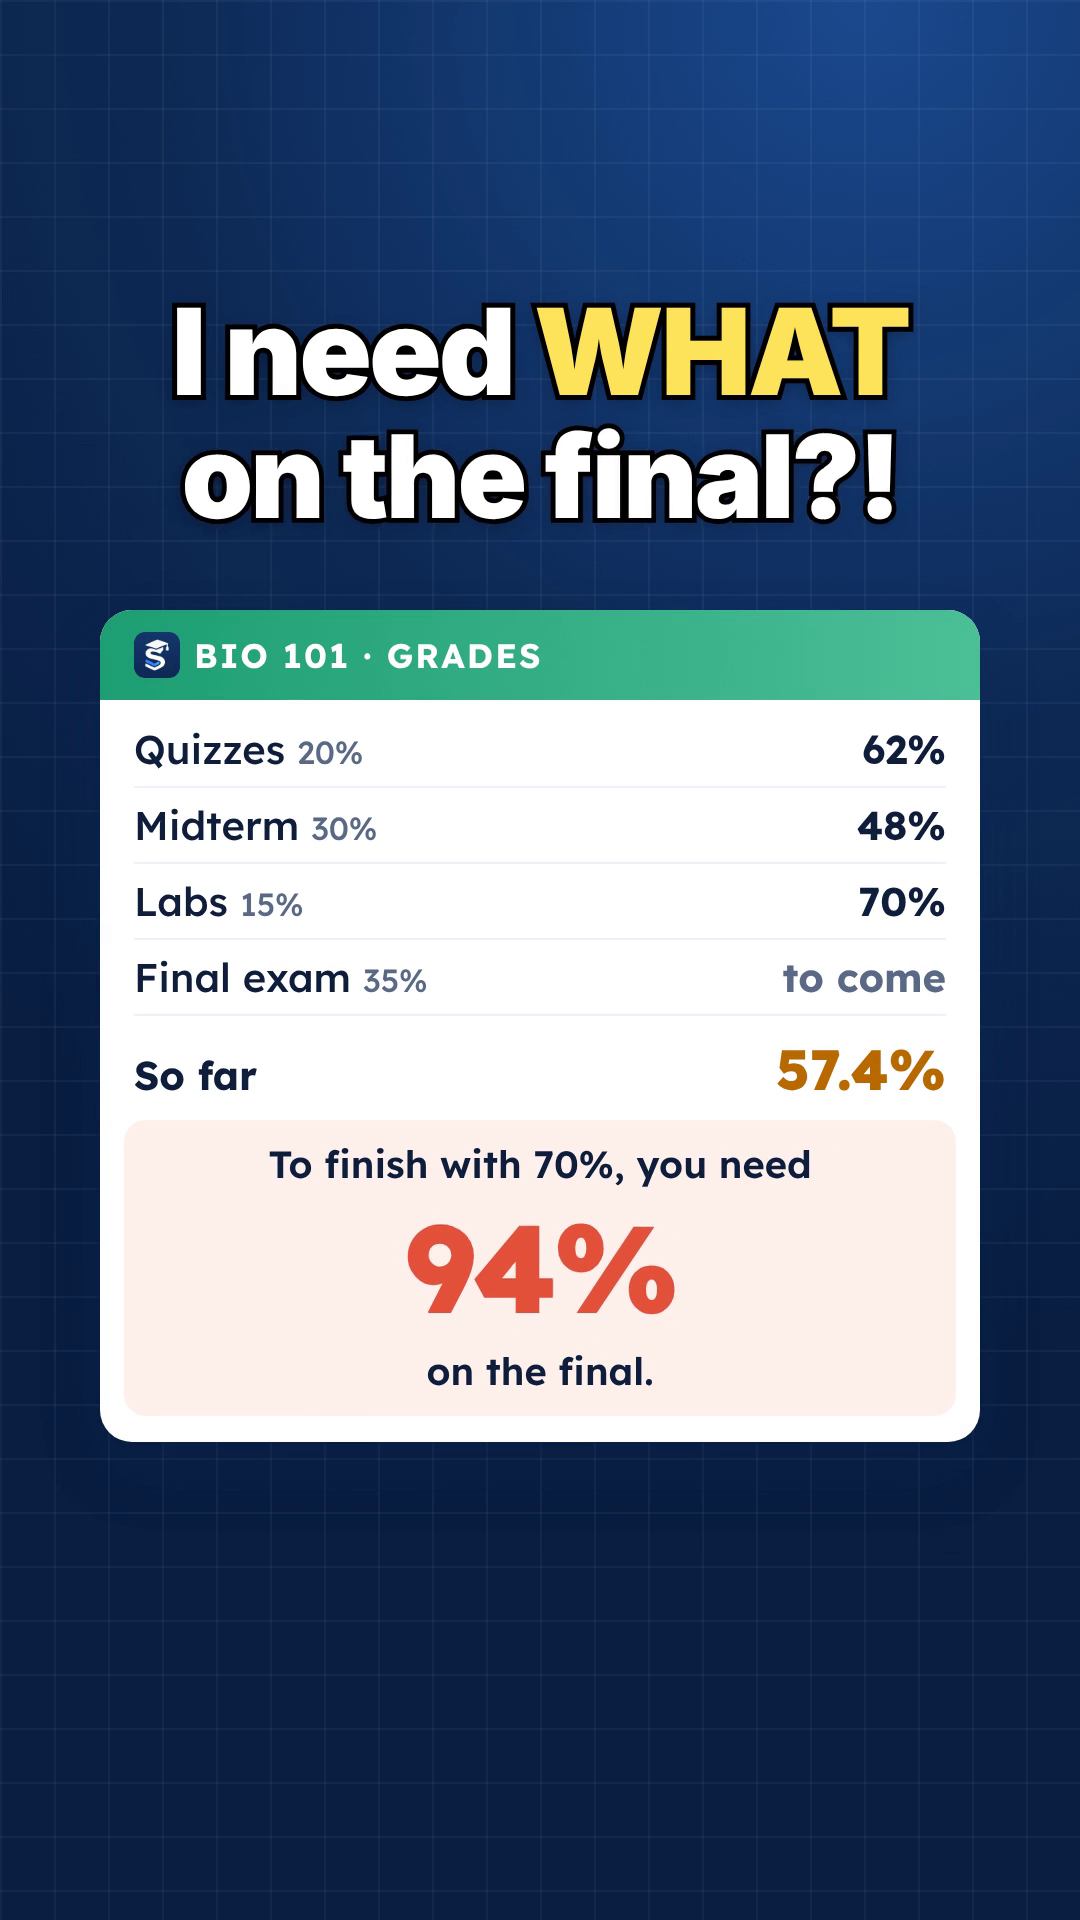 I need WHAT
on the final?!
BIO 101 · GRADES
Quizzes 20% 62%
Midterm 30% 48%
Labs 15% 70%
Final exam 35% to come
So far 57.4%
To finish with 70%, you need
94%
on the final.